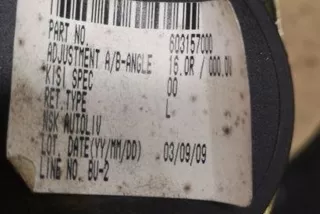 PART NO. 603157000
ADJUSTMENT A/B-ANGLE 16.0R / 000.0V
KISI SPEC 00
RET.TYPE L
NSK AUTOLIV
LOT DATE(YY/MM/DD) 03/09/09
LINE NO. BU-2